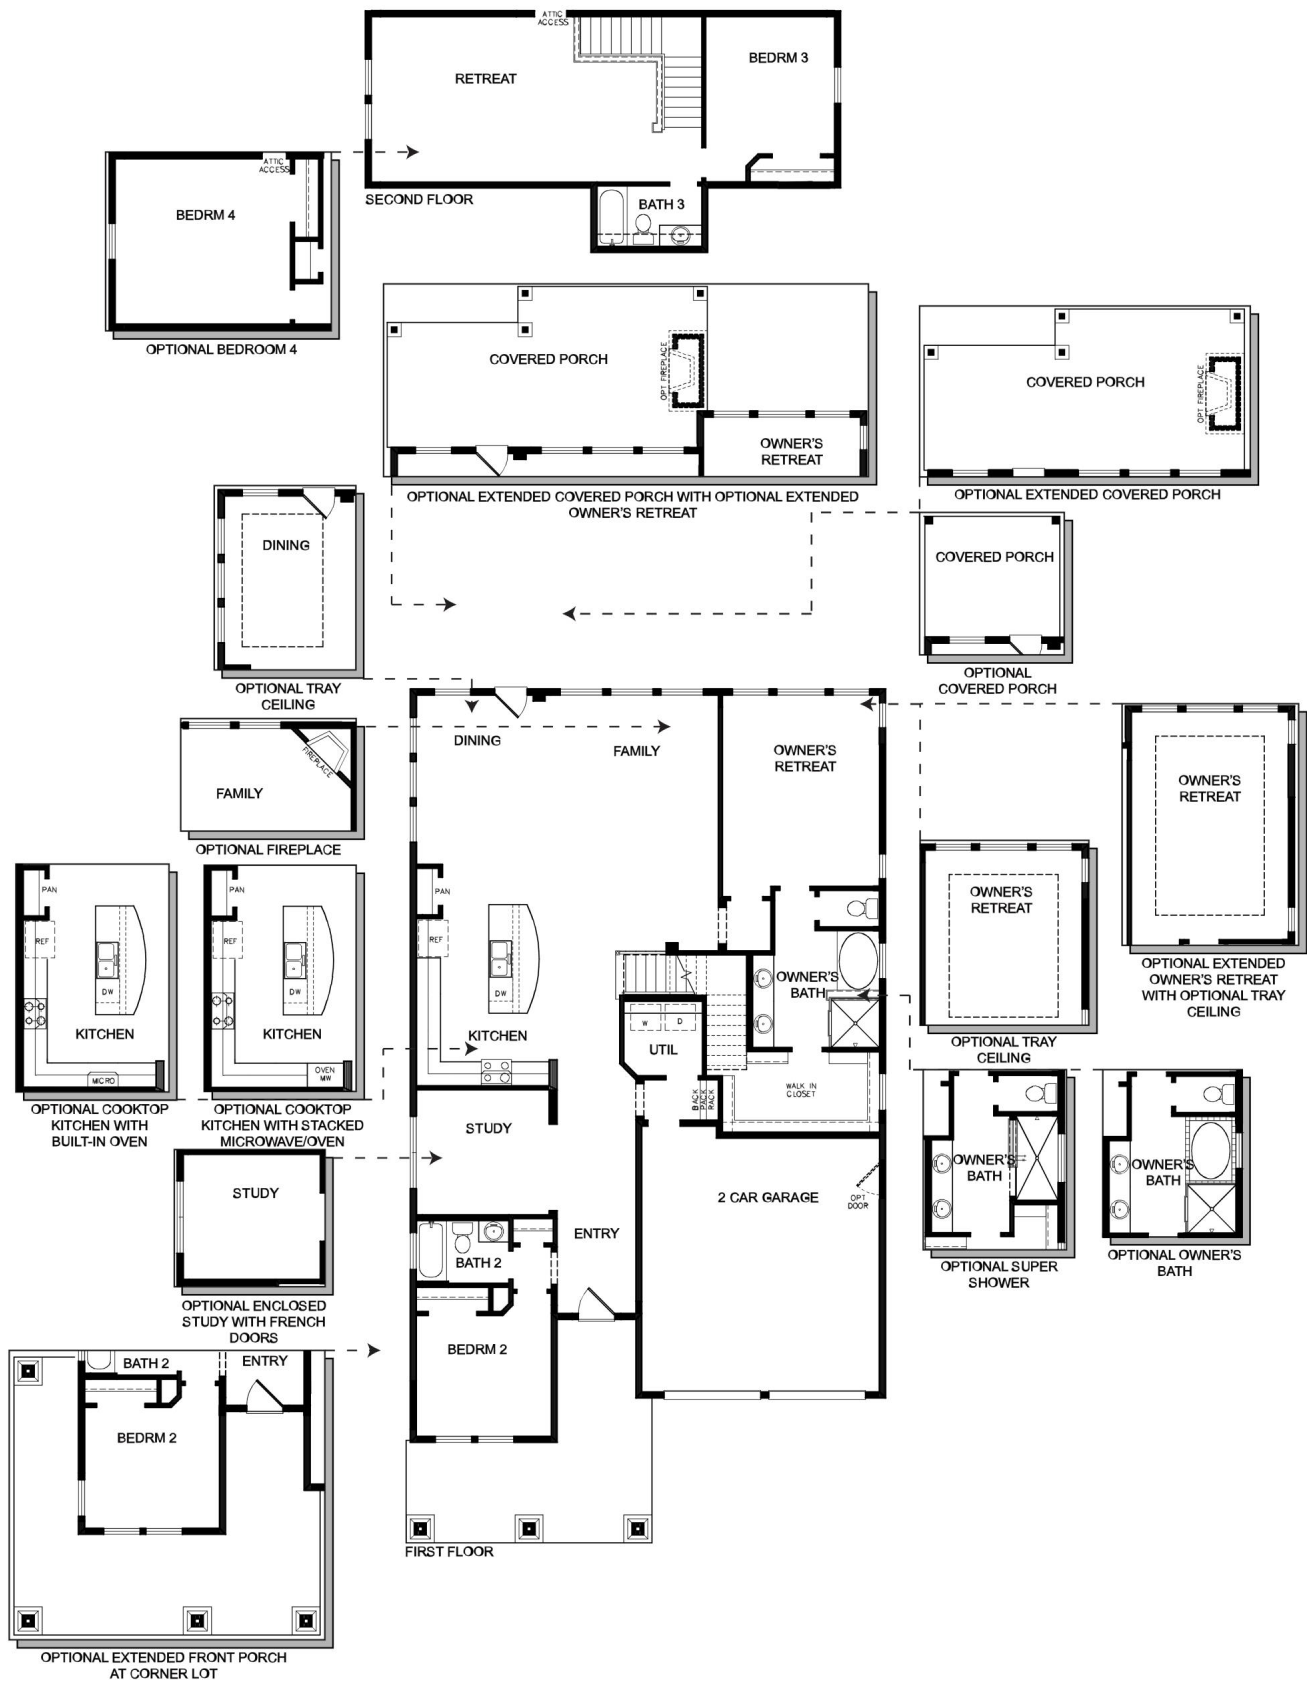 ATTIC
ACCESS
RETREAT
BEDRM 3
SECOND FLOOR
BATH 3
ATTIC
ACCESS
BEDRM 4
OPTIONAL BEDROOM 4
COVERED PORCH
OPT FIREPLACE
OWNER'S
RETREAT
OPTIONAL EXTENDED COVERED PORCH WITH OPTIONAL EXTENDED
OWNER'S RETREAT
COVERED PORCH
OPT FIREPLACE
OPTIONAL EXTENDED COVERED PORCH
DINING
OPTIONAL TRAY
CEILING
COVERED PORCH
OPTIONAL
COVERED PORCH
FAMILY
FIREPLACE
OPTIONAL FIREPLACE
DINING
FAMILY
OWNER'S
RETREAT
OWNER'S
RETREAT
OPTIONAL EXTENDED
OWNER'S RETREAT
WITH OPTIONAL TRAY
CEILING
OWNER'S
RETREAT
OPTIONAL TRAY
CEILING
PAN
REF
DW
KITCHEN
MICRO
OPTIONAL COOKTOP
KITCHEN WITH
BUILT-IN OVEN
PAN
REF
DW
KITCHEN
OVEN
MW
OPTIONAL COOKTOP
KITCHEN WITH STACKED
MICROWAVE/OVEN
PAN
REF
DW
KITCHEN
W
D
UTIL
OWNER'S
BATH
WALK IN
CLOSET
BACK
PACK
RACK
STUDY
2 CAR GARAGE
OPT
DOOR
ENTRY
BATH 2
BEDRM 2
FIRST FLOOR
STUDY
OPTIONAL ENCLOSED
STUDY WITH FRENCH
DOORS
OWNER'S
BATH
OPTIONAL SUPER
SHOWER
OWNER'S
BATH
OPTIONAL OWNER'S
BATH
BATH 2
ENTRY
BEDRM 2
OPTIONAL EXTENDED FRONT PORCH
AT CORNER LOT